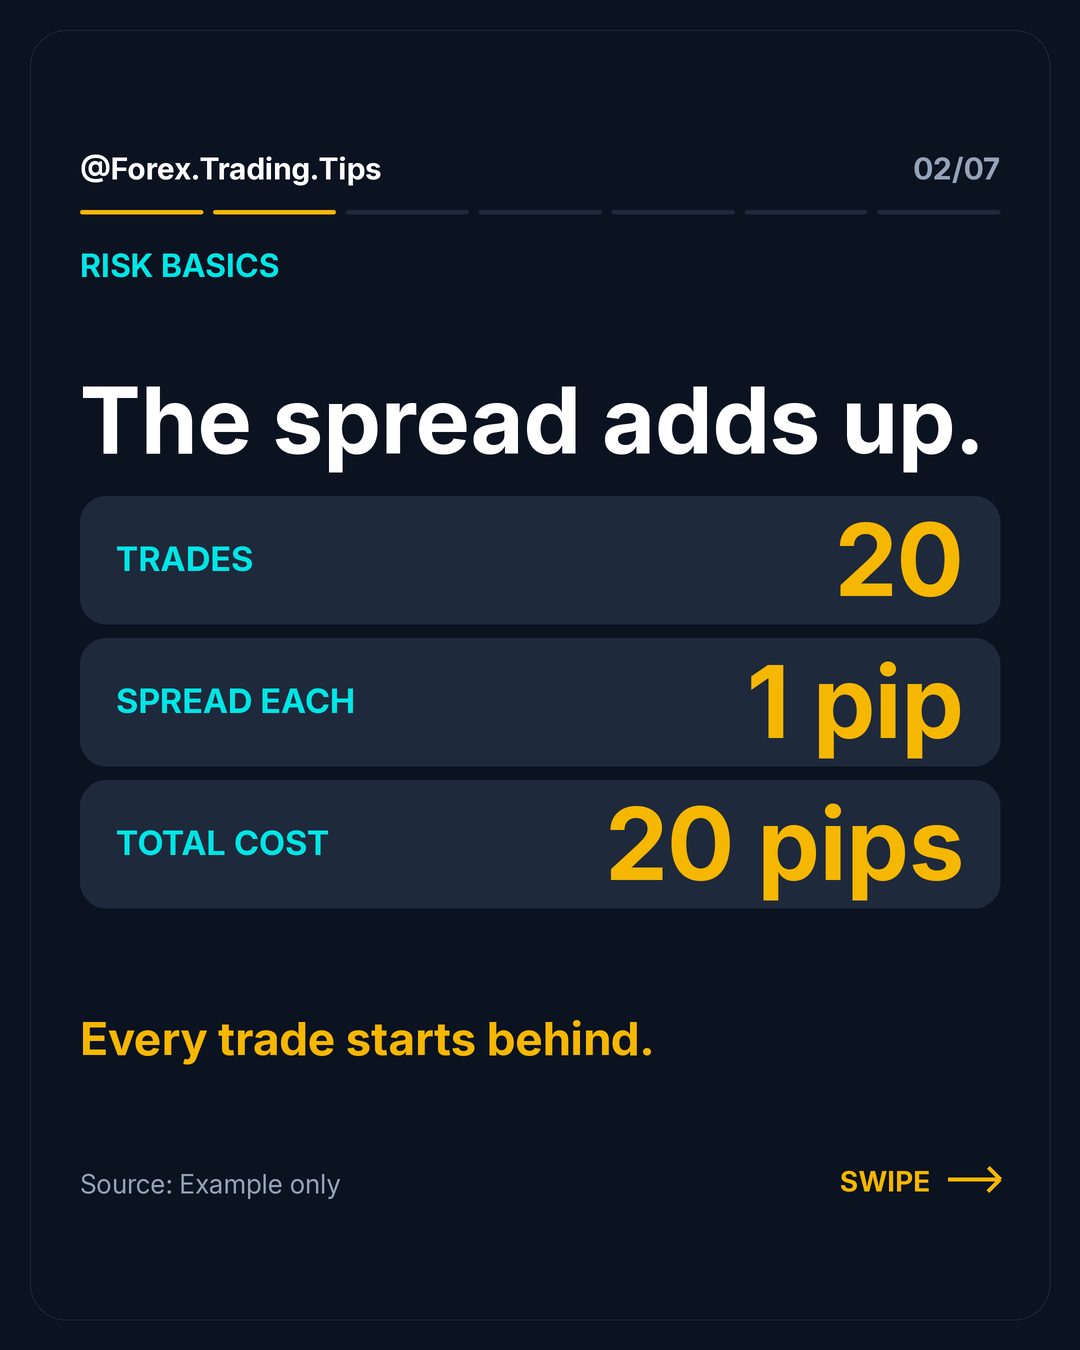 @Forex.Trading.Tips
02/07
RISK BASICS
The spread adds up.
TRADES 20
SPREAD EACH 1 pip
TOTAL COST 20 pips
Every trade starts behind.
Source: Example only
SWIPE →